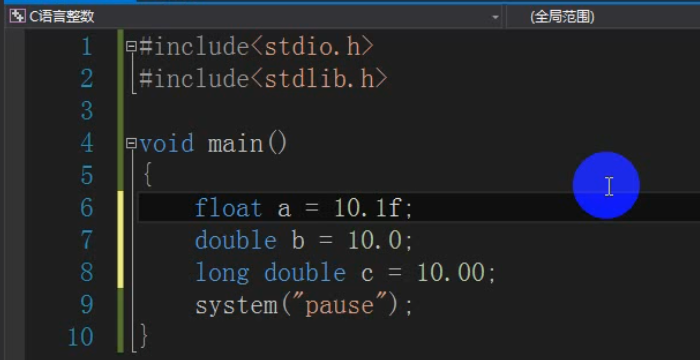 C语言整数 (全局范围)
1 #include<stdio.h>
2 #include<stdlib.h>
3
4 void main()
5 {
6 float a = 10.1f;
7 double b = 10.0;
8 long double c = 10.00;
9 system("pause");
10 }